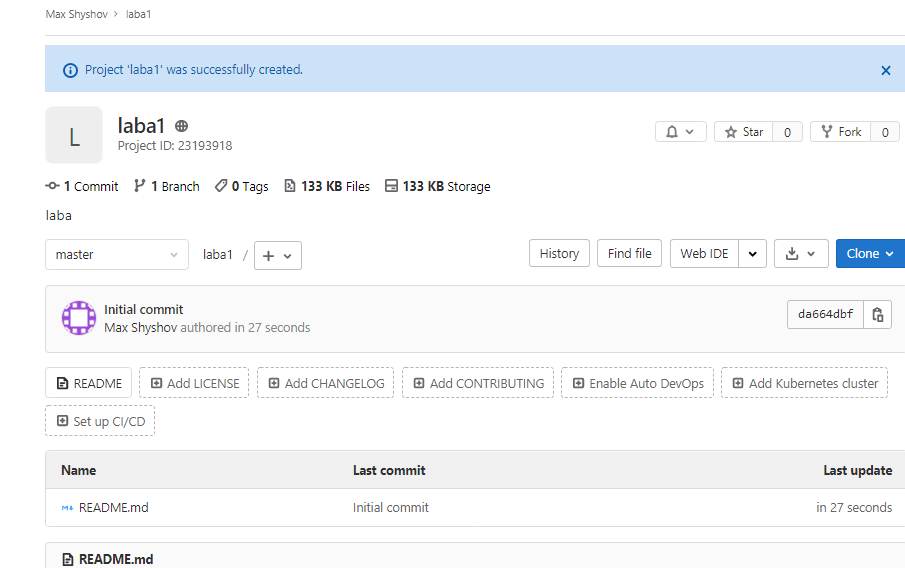 Max Shyshov > laba1
Project 'laba1' was successfully created.
L
laba1
Project ID: 23193918
Star 0
Fork 0
1 Commit 1 Branch 0 Tags 133 KB Files 133 KB Storage
laba
master laba1 / History Find file Web IDE Clone
Initial commit
Max Shyshov authored in 27 seconds
da664dbf
README Add LICENSE Add CHANGELOG Add CONTRIBUTING Enable Auto DevOps Add Kubernetes cluster
Set up CI/CD
Name Last commit Last update
README.md Initial commit in 27 seconds
README.md